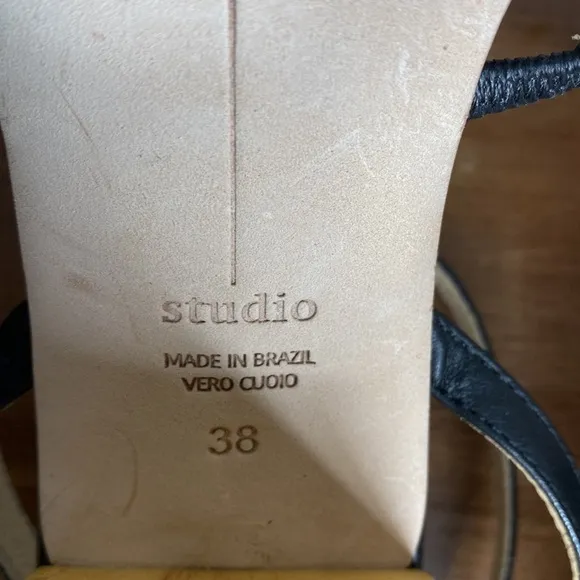 studio
MADE IN BRAZIL
VERO CUOIO
38